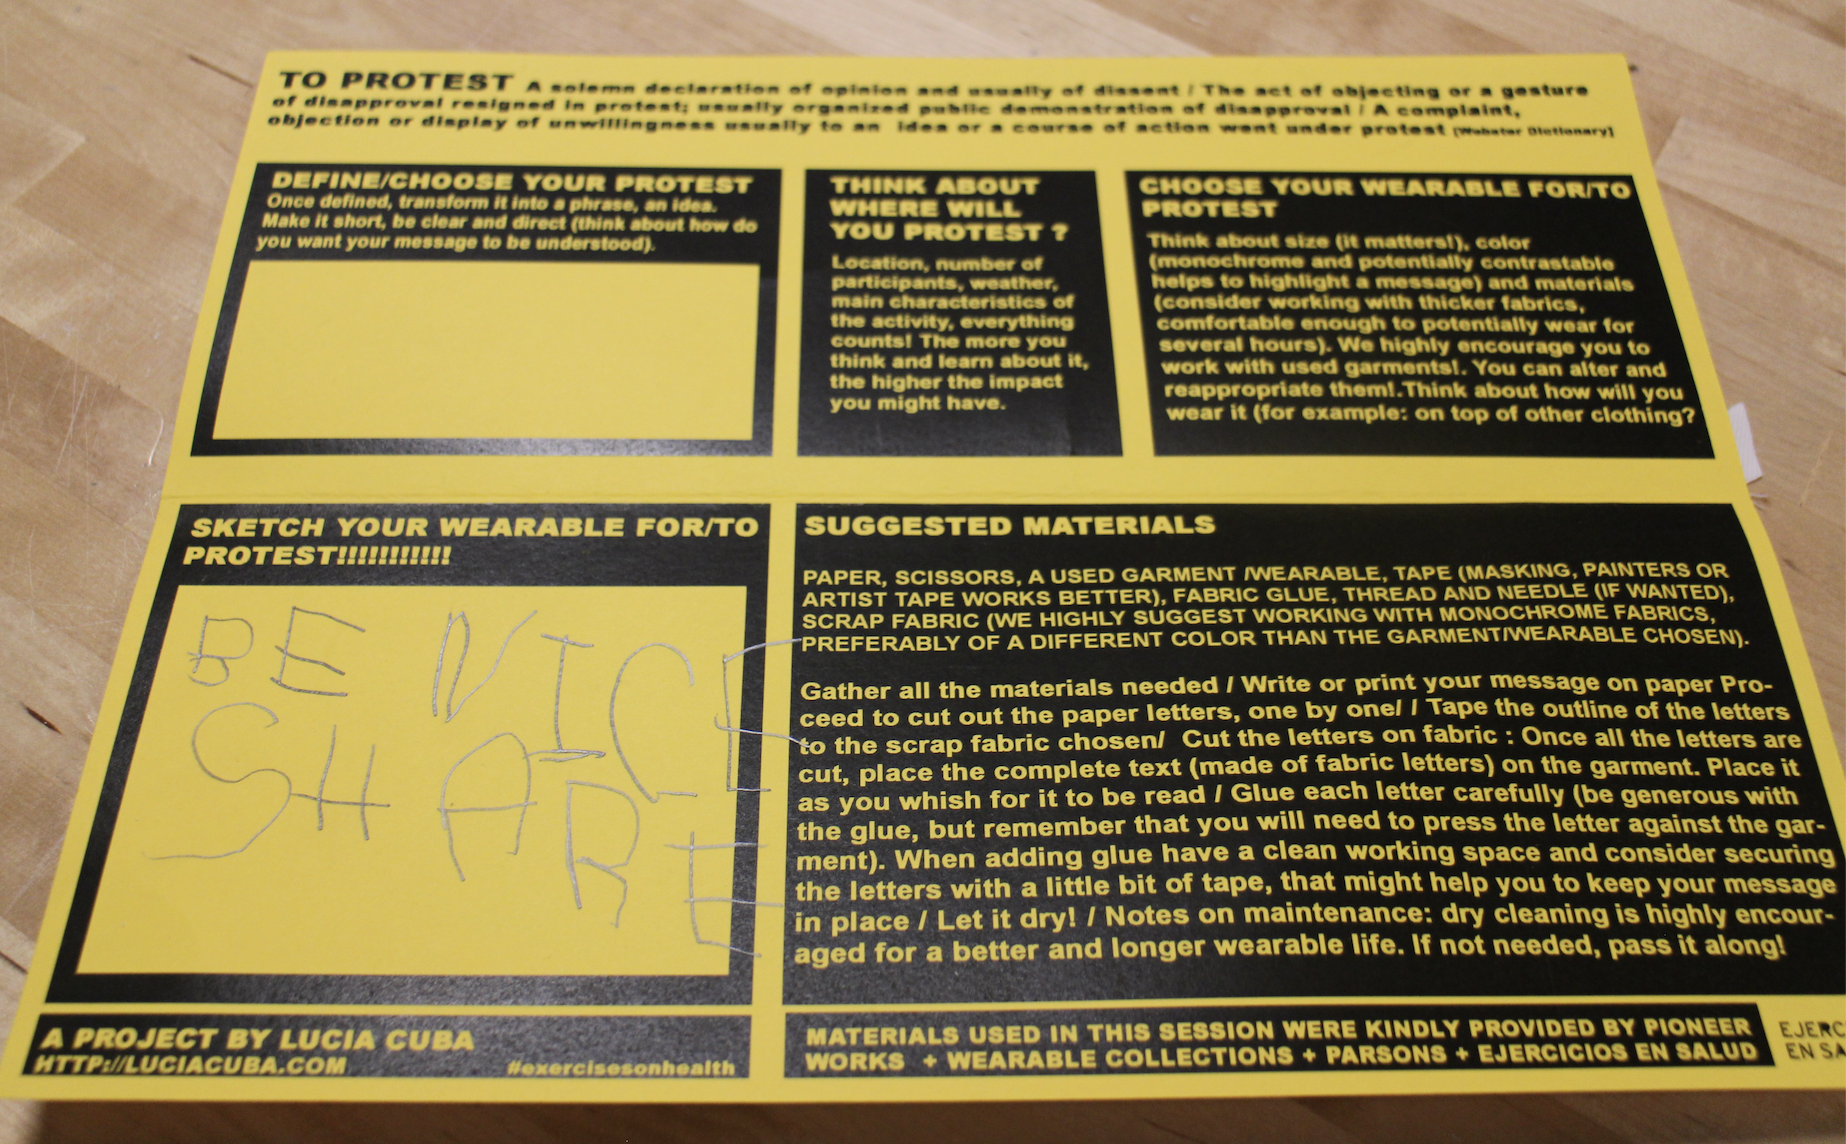 TO PROTEST A solemn declaration of opinion and usually of dissent / The act of objecting or a gesture
of disapproval resigned in protest; usually organized public demonstration of disapproval / A complaint,
objection or display of unwillingness usually to an idea or a course of action went under protest [Webster Dictionary]
DEFINE/CHOOSE YOUR PROTEST
Once defined, transform it into a phrase, an idea.
Make it short, be clear and direct (think about how do
you want your message to be understood).
THINK ABOUT
WHERE WILL
YOU PROTEST ?
Location, number of
participants, weather,
main characteristics of
the activity, everything
counts! The more you
think and learn about it,
the higher the impact
you might have.
CHOOSE YOUR WEARABLE FOR/TO
PROTEST
Think about size (it matters!), color
(monochrome and potentially contrastable
helps to highlight a message) and materials
(consider working with thicker fabrics,
comfortable enough to potentially wear for
several hours). We highly encourage you to
work with used garments!. You can alter and
reappropriate them!.Think about how will you
wear it (for example: on top of other clothing?
SKETCH YOUR WEARABLE FOR/TO
PROTEST!!!!!!!!!!!
BE NICE
SHARE
SUGGESTED MATERIALS
PAPER, SCISSORS, A USED GARMENT /WEARABLE, TAPE (MASKING, PAINTERS OR
ARTIST TAPE WORKS BETTER), FABRIC GLUE, THREAD AND NEEDLE (IF WANTED),
SCRAP FABRIC (WE HIGHLY SUGGEST WORKING WITH MONOCHROME FABRICS,
PREFERABLY OF A DIFFERENT COLOR THAN THE GARMENT/WEARABLE CHOSEN).
Gather all the materials needed / Write or print your message on paper Pro-
ceed to cut out the paper letters, one by one/ / Tape the outline of the letters
to the scrap fabric chosen/ Cut the letters on fabric : Once all the letters are
cut, place the complete text (made of fabric letters) on the garment. Place it
as you whish for it to be read / Glue each letter carefully (be generous with
the glue, but remember that you will need to press the letter against the gar-
ment). When adding glue have a clean working space and consider securing
the letters with a little bit of tape, that might help you to keep your message
in place / Let it dry! / Notes on maintenance: dry cleaning is highly encour-
aged for a better and longer wearable life. If not needed, pass it along!
A PROJECT BY LUCIA CUBA
HTTP://LUCIACUBA.COM
#exercisesonhealth
MATERIALS USED IN THIS SESSION WERE KINDLY PROVIDED BY PIONEER
WORKS + WEARABLE COLLECTIONS + PARSONS + EJERCICIOS EN SALUD
EJERC
EN SA